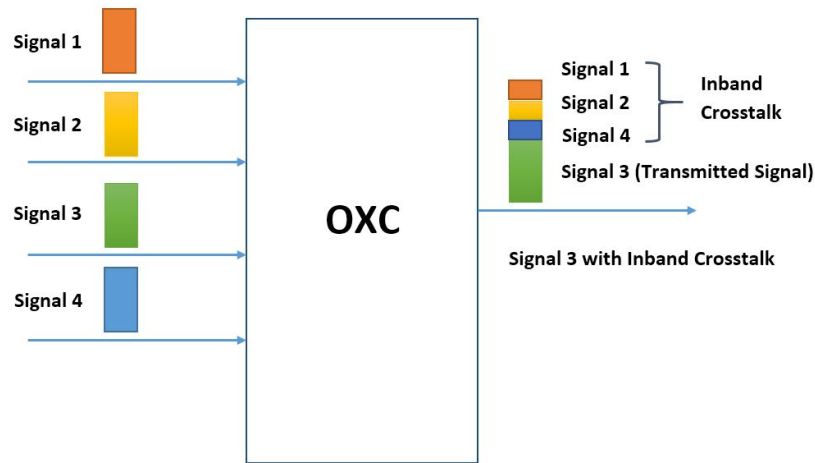 Signal 1
Signal 2
Signal 3
Signal 4
OXC
Signal 1
Signal 2
Signal 4
Inband
Crosstalk
Signal 3 (Transmitted Signal)
Signal 3 with Inband Crosstalk